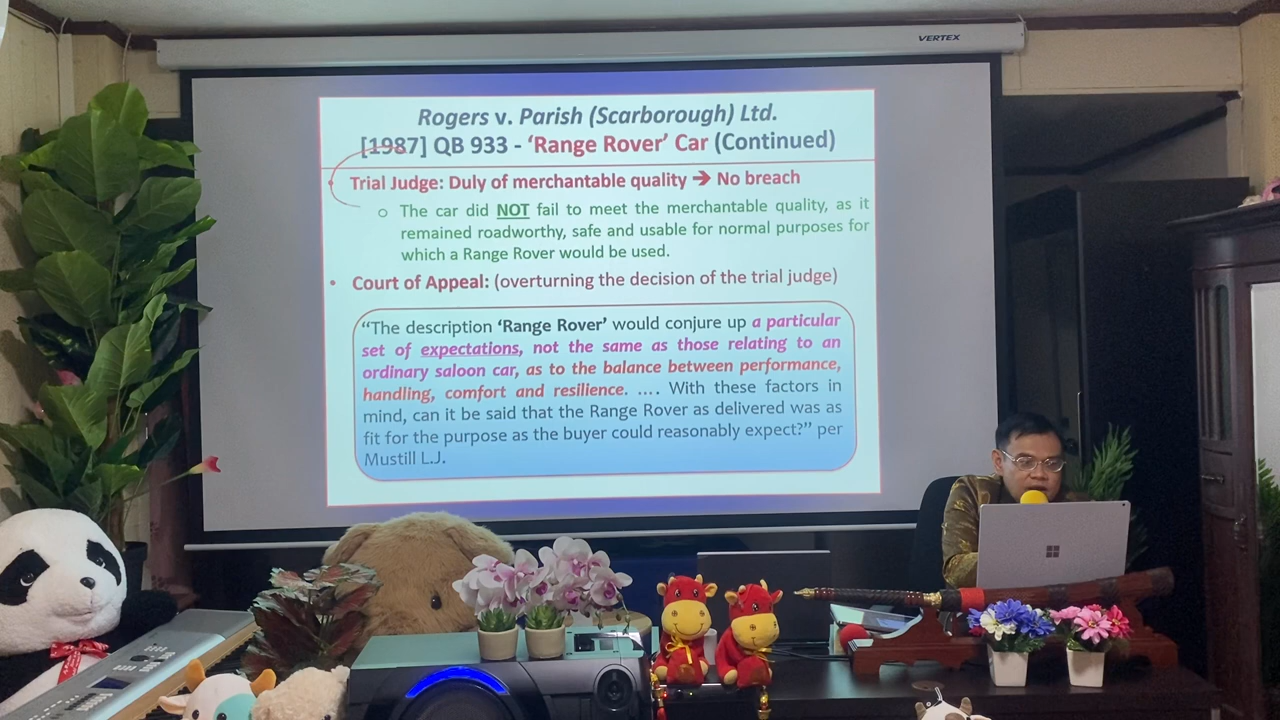 VERTEX
Rogers v. Parish (Scarborough) Ltd.
[1987] QB 933 - ‘Range Rover’ Car (Continued)
• Trial Judge: Duly of merchantable quality ➔ No breach
o The car did NOT fail to meet the merchantable quality, as it
remained roadworthy, safe and usable for normal purposes for
which a Range Rover would be used.
• Court of Appeal: (overturning the decision of the trial judge)
“The description ‘Range Rover’ would conjure up a particular
set of expectations, not the same as those relating to an
ordinary saloon car, as to the balance between performance,
handling, comfort and resilience. …. With these factors in
mind, can it be said that the Range Rover as delivered was as
fit for the purpose as the buyer could reasonably expect?” per
Mustill L.J.